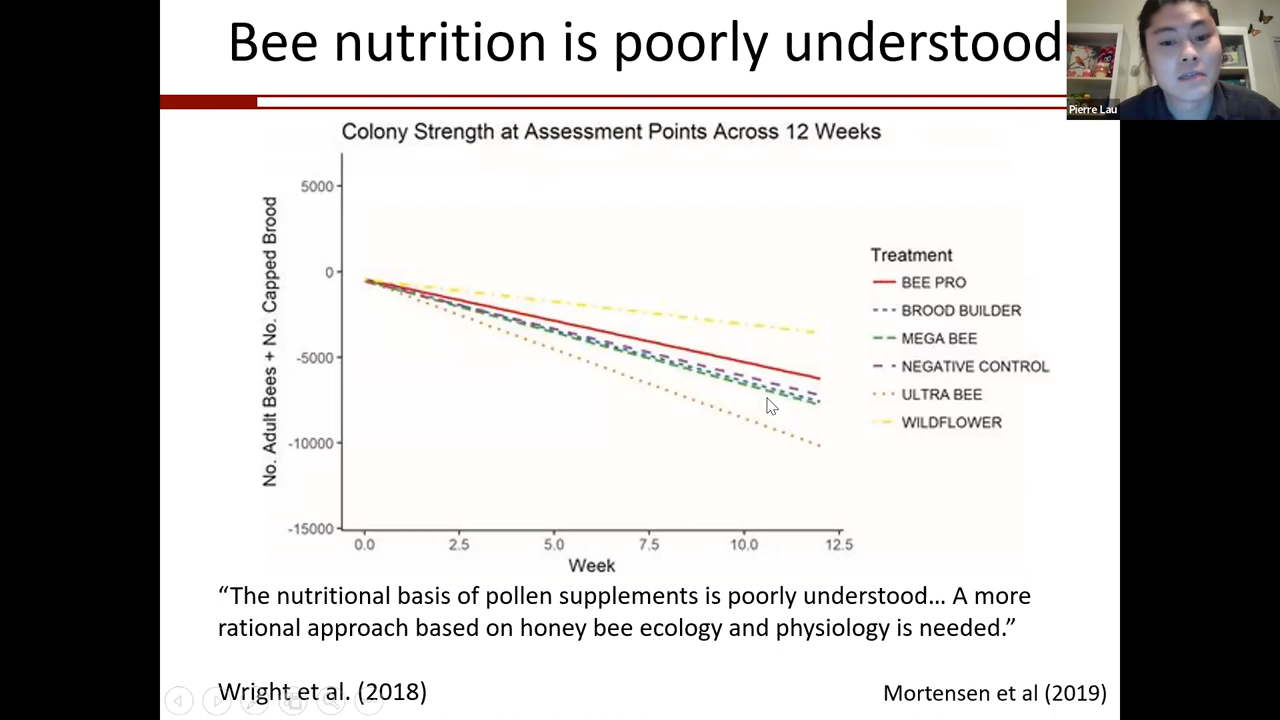 Bee nutrition is poorly understood
Pierre Lau
Colony Strength at Assessment Points Across 12 Weeks
No. Adult Bees + No. Capped Brood
5000
0
-5000
-10000
-15000
0.0 2.5 5.0 7.5 10.0 12.5
Week
Treatment
BEE PRO
BROOD BUILDER
MEGA BEE
NEGATIVE CONTROL
ULTRA BEE
WILDFLOWER
“The nutritional basis of pollen supplements is poorly understood… A more
rational approach based on honey bee ecology and physiology is needed.”
Wright et al. (2018)
Mortensen et al (2019)